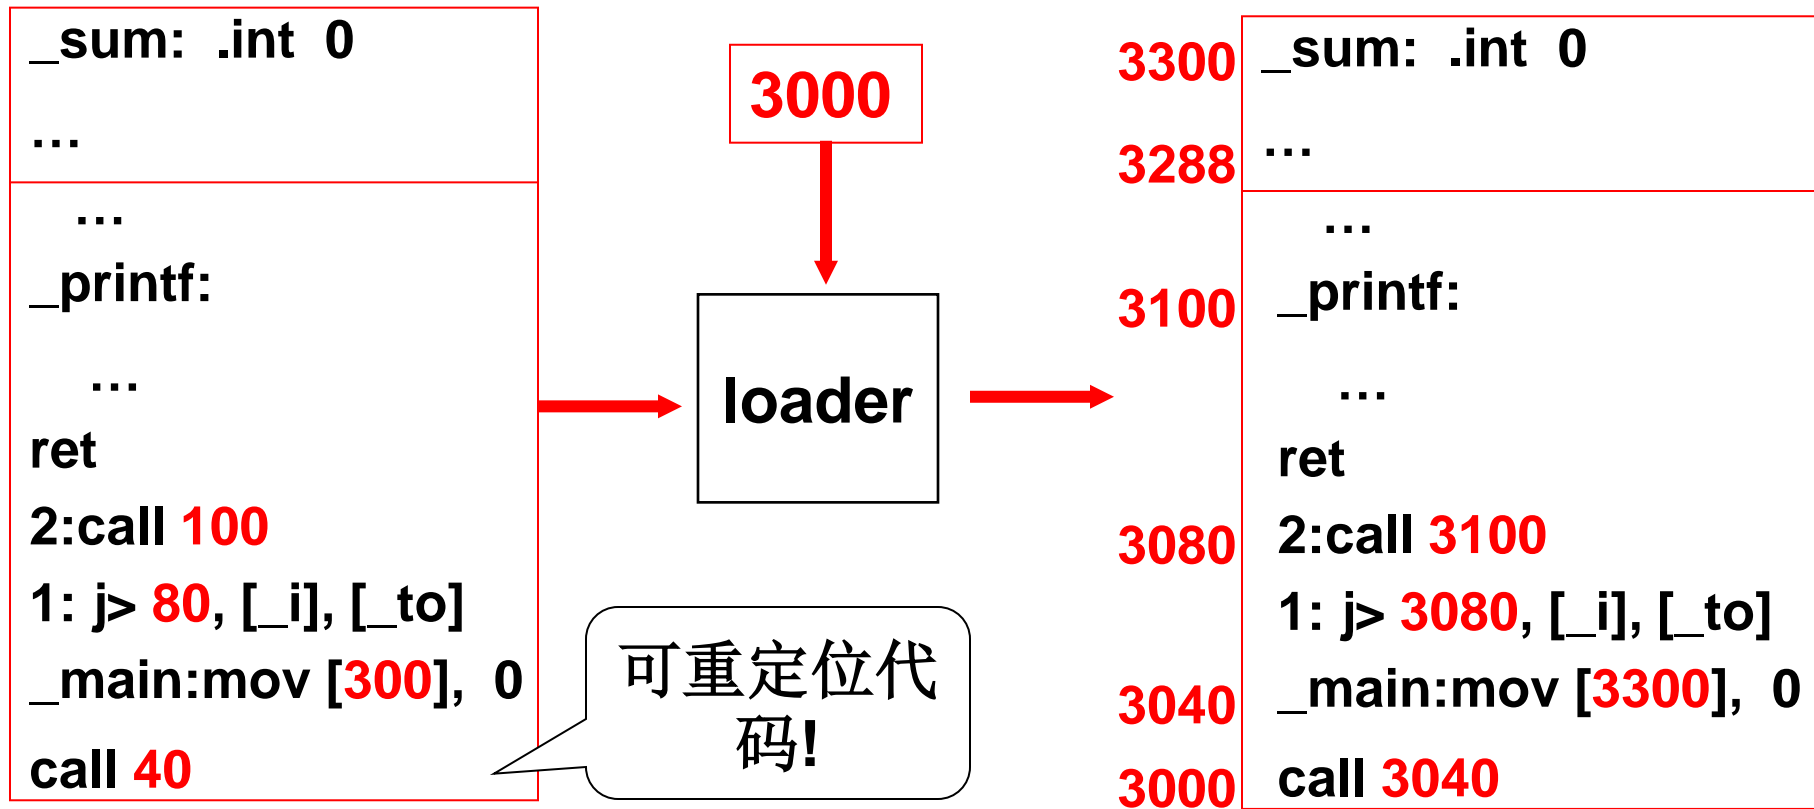 _sum: .int 0
…
…
_printf:
…
ret
2:call 100
1: j> 80, [_i], [_to]
_main:mov [300], 0
call 40
3000
loader
可重定位代
码!
3300 _sum: .int 0
3288 …
…
3100 _printf:
…
ret
3080 2:call 3100
1: j> 3080, [_i], [_to]
3040 _main:mov [3300], 0
3000 call 3040